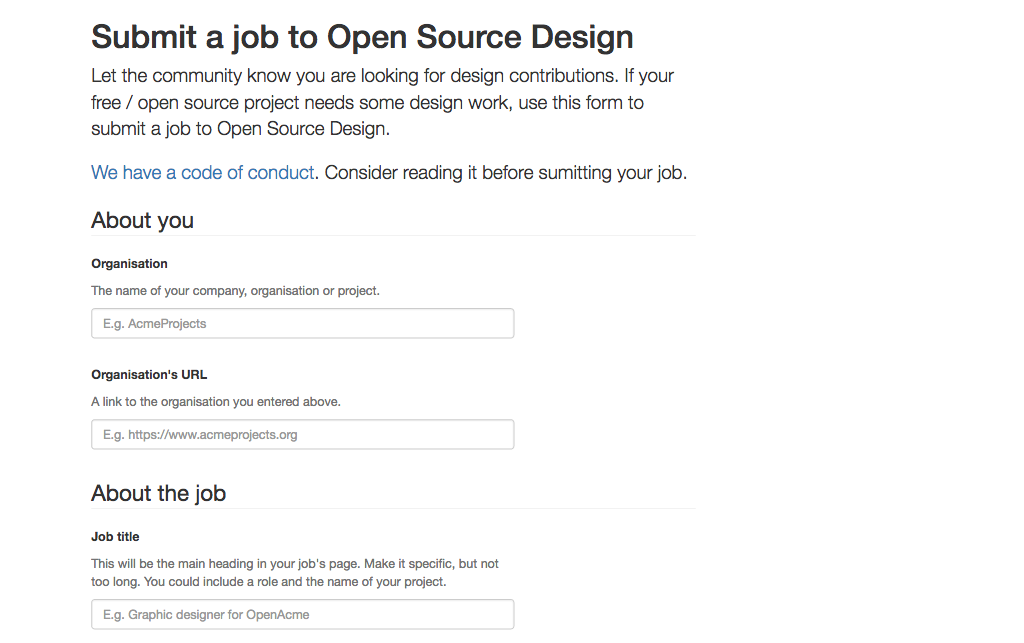 Submit a job to Open Source Design
Let the community know you are looking for design contributions. If your
free / open source project needs some design work, use this form to
submit a job to Open Source Design.
We have a code of conduct. Consider reading it before sumitting your job.
About you
Organisation
The name of your company, organisation or project.
E.g. AcmeProjects
Organisation's URL
A link to the organisation you entered above.
E.g. https://www.acmeprojects.org
About the job
Job title
This will be the main heading in your job's page. Make it specific, but not
too long. You could include a role and the name of your project.
E.g. Graphic designer for OpenAcme